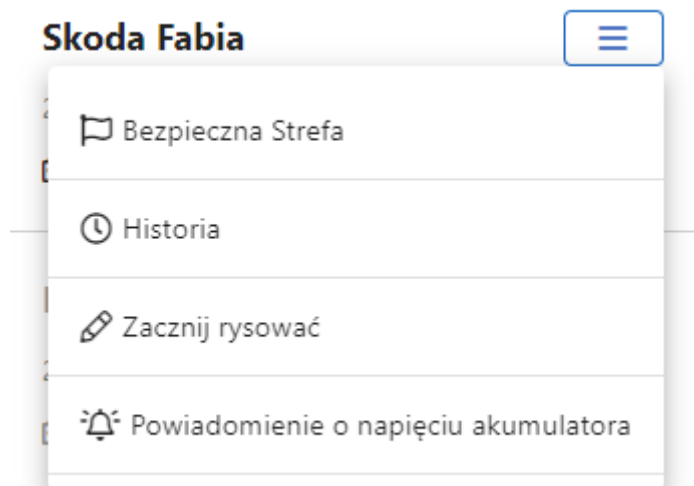 Skoda Fabia
Bezpieczna Strefa
Historia
Zacznij rysować
Powiadomienie o napięciu akumulatora